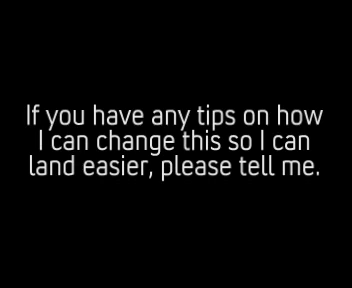 If you have any tips on how
I can change this so I can
land easier, please tell me.